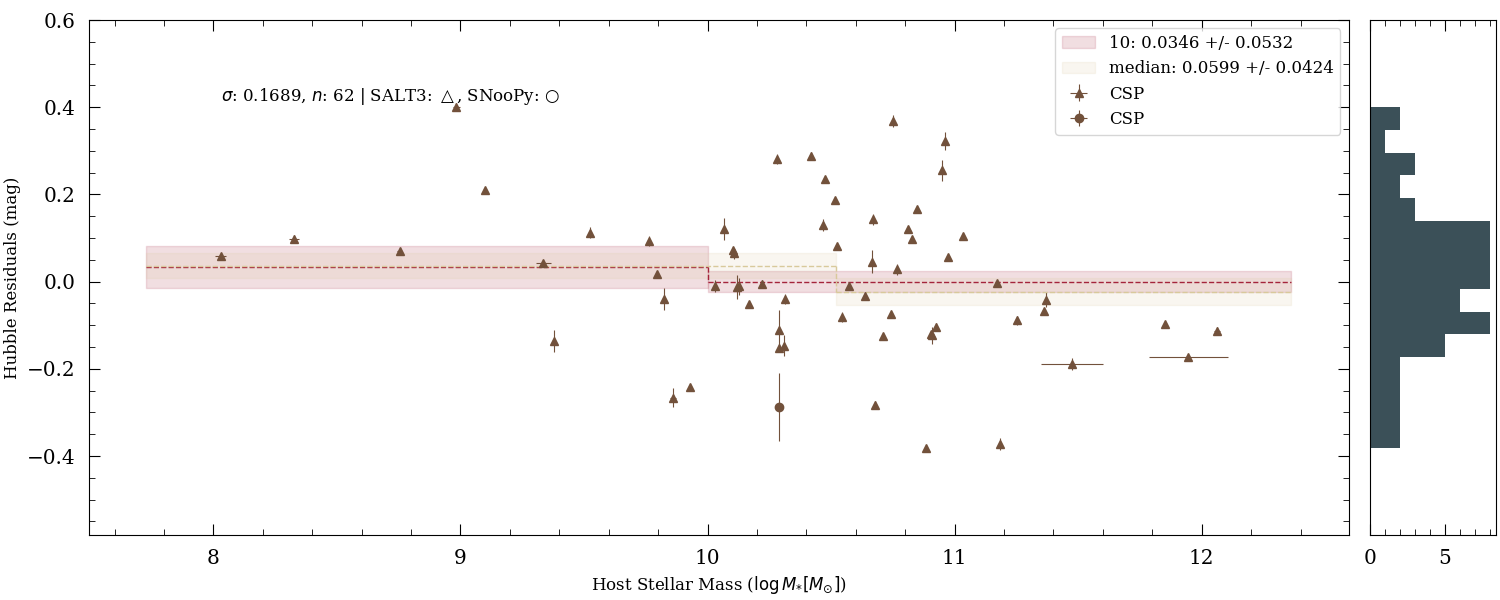 0.6
10: 0.0346 +/- 0.0532
median: 0.0599 +/- 0.0424
CSP
CSP
σ: 0.1689, n: 62 | SALT3: △, SNooPy: ○
0.4
0.2
0.0
−0.2
−0.4
Hubble Residuals (mag)
8 9 10 11 12
0 5
Host Stellar Mass (log M*[M⊙])